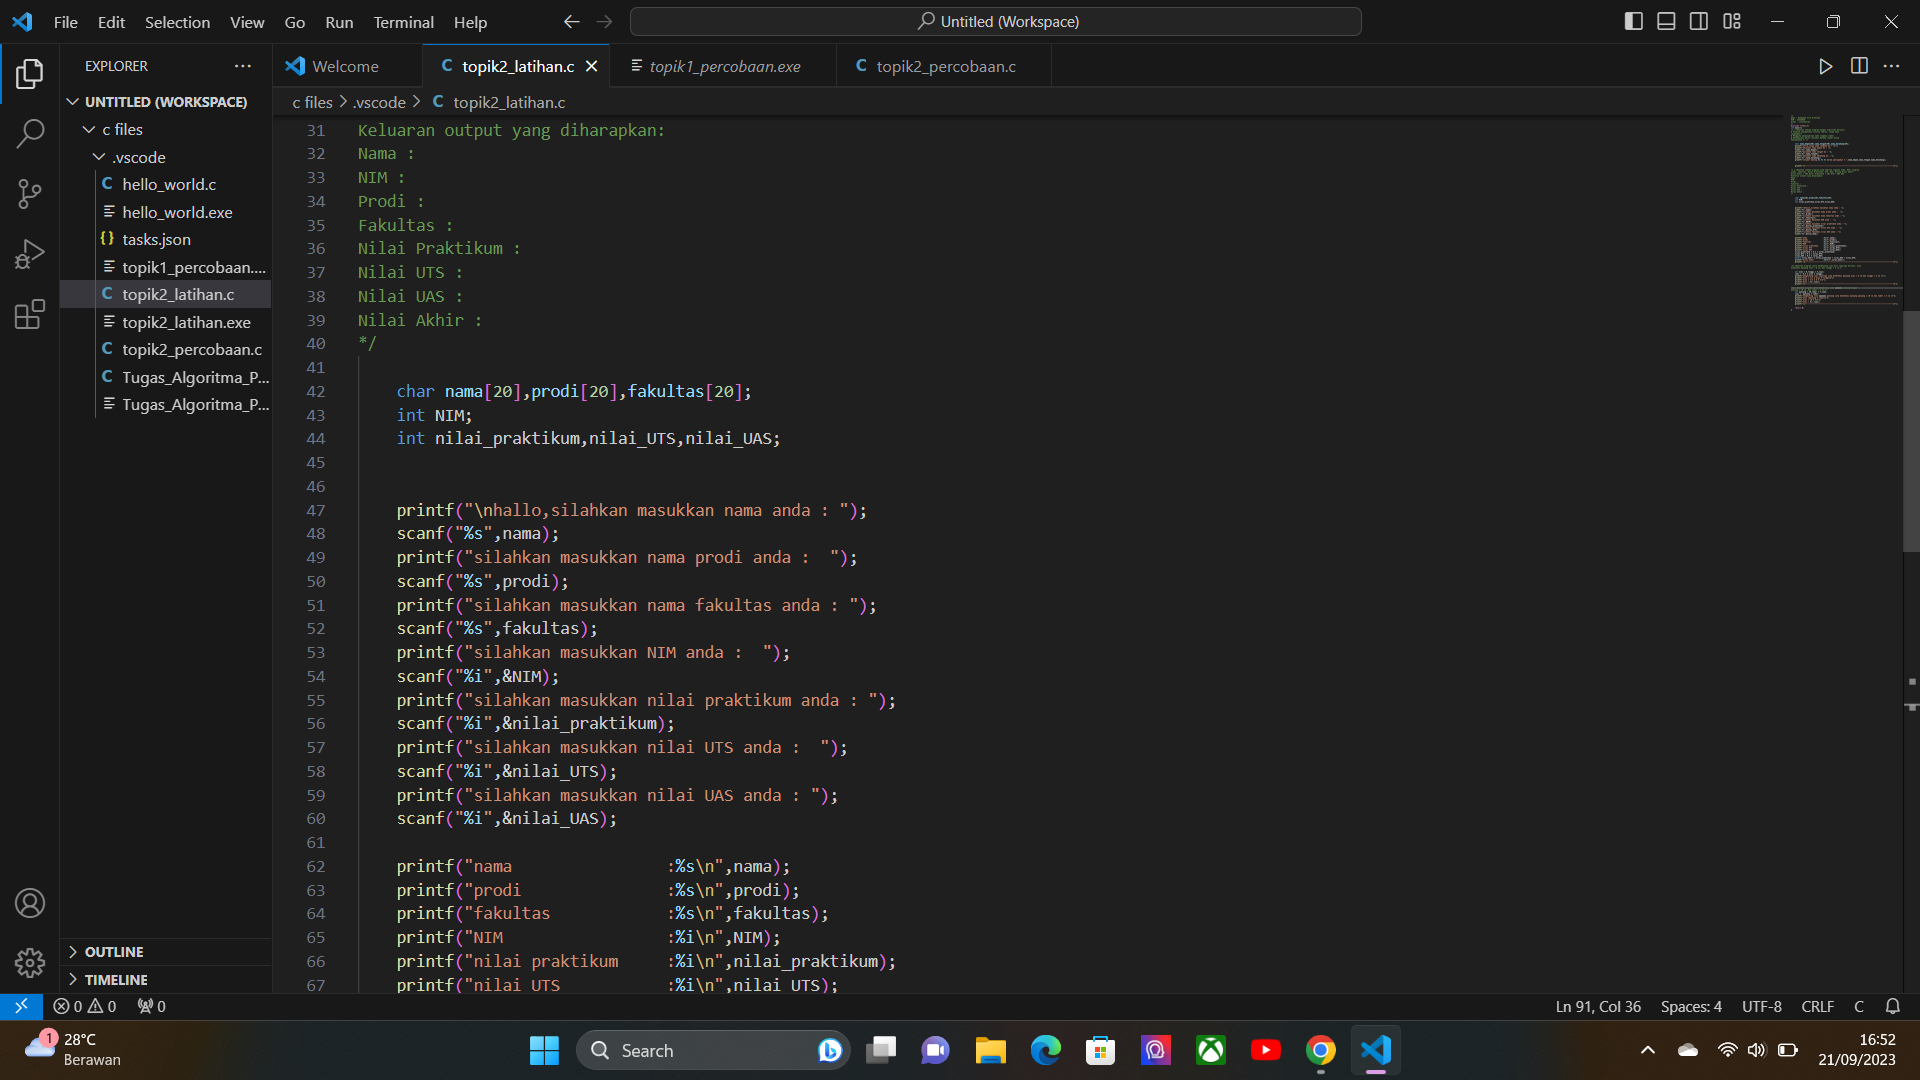 File Edit Selection View Go Run Terminal Help
Untitled (Workspace)
EXPLORER
UNTITLED (WORKSPACE)
c files
.vscode
hello_world.c
hello_world.exe
tasks.json
topik1_percobaan....
topik2_latihan.c
topik2_latihan.exe
topik2_percobaan.c
Tugas_Algoritma_P...
Tugas_Algoritma_P...
OUTLINE
TIMELINE
Welcome
topik2_latihan.c
topik1_percobaan.exe
topik2_percobaan.c
c files > .vscode > C topik2_latihan.c
31 Keluaran output yang diharapkan:
32 Nama :
33 NIM :
34 Prodi :
35 Fakultas :
36 Nilai Praktikum :
37 Nilai UTS :
38 Nilai UAS :
39 Nilai Akhir :
40 */
41
42 char nama[20],prodi[20],fakultas[20];
43 int NIM;
44 int nilai_praktikum,nilai_UTS,nilai_UAS;
45
46
47 printf("\nhallo,silahkan masukkan nama anda : ");
48 scanf("%s",nama);
49 printf("silahkan masukkan nama prodi anda :  ");
50 scanf("%s",prodi);
51 printf("silahkan masukkan nama fakultas anda : ");
52 scanf("%s",fakultas);
53 printf("silahkan masukkan NIM anda :  ");
54 scanf("%i",&NIM);
55 printf("silahkan masukkan nilai praktikum anda : ");
56 scanf("%i",&nilai_praktikum);
57 printf("silahkan masukkan nilai UTS anda :  ");
58 scanf("%i",&nilai_UTS);
59 printf("silahkan masukkan nilai UAS anda : ");
60 scanf("%i",&nilai_UAS);
61
62 printf("nama                :%s\n",nama);
63 printf("prodi               :%s\n",prodi);
64 printf("fakultas            :%s\n",fakultas);
65 printf("NIM                 :%i\n",NIM);
66 printf("nilai praktikum     :%i\n",nilai_praktikum);
67 printf("nilai UTS           :%i\n",nilai_UTS);
0 0 0
Ln 91, Col 36 Spaces: 4 UTF-8 CRLF C
1
28°C
Berawan
Search
16:52
21/09/2023